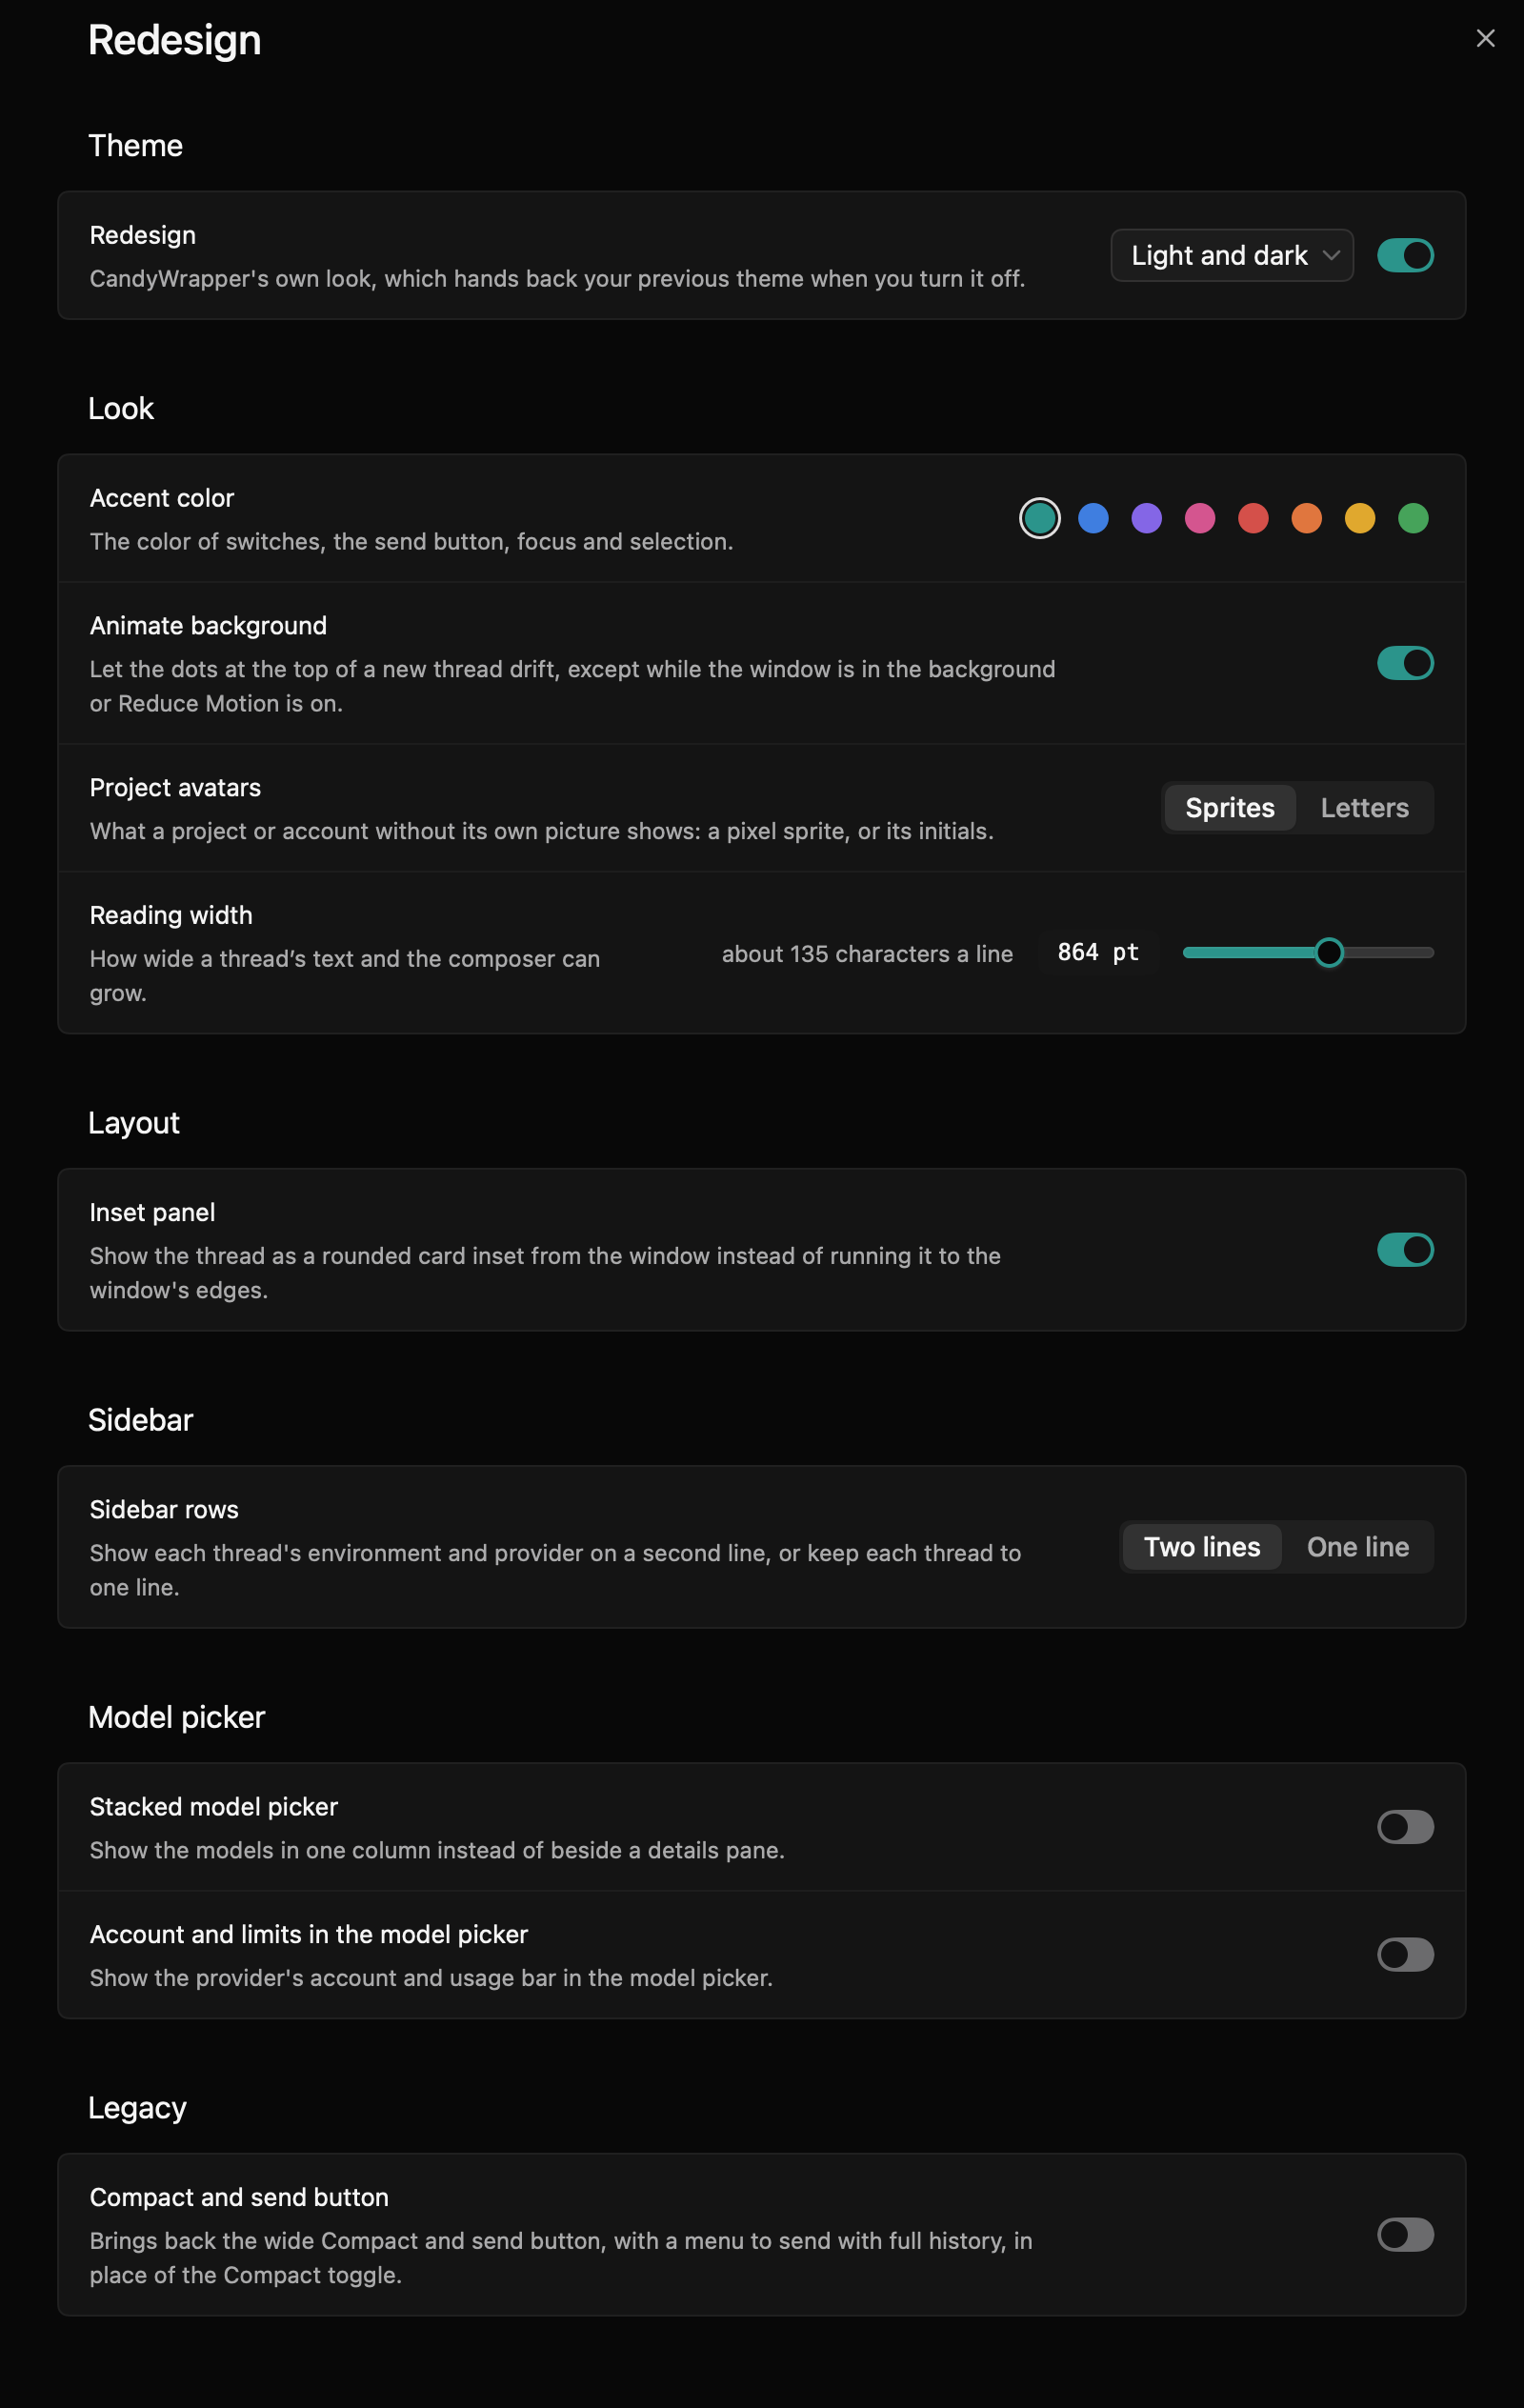 Redesign
Theme
Redesign
CandyWrapper's own look, which hands back your previous theme when you turn it off.
Light and dark
Look
Accent color
The color of switches, the send button, focus and selection.
Animate background
Let the dots at the top of a new thread drift, except while the window is in the background
or Reduce Motion is on.
Project avatars
What a project or account without its own picture shows: a pixel sprite, or its initials.
Sprites
Letters
Reading width
How wide a thread’s text and the composer can
grow.
about 135 characters a line
864 pt
Layout
Inset panel
Show the thread as a rounded card inset from the window instead of running it to the
window's edges.
Sidebar
Sidebar rows
Show each thread's environment and provider on a second line, or keep each thread to
one line.
Two lines
One line
Model picker
Stacked model picker
Show the models in one column instead of beside a details pane.
Account and limits in the model picker
Show the provider's account and usage bar in the model picker.
Legacy
Compact and send button
Brings back the wide Compact and send button, with a menu to send with full history, in
place of the Compact toggle.